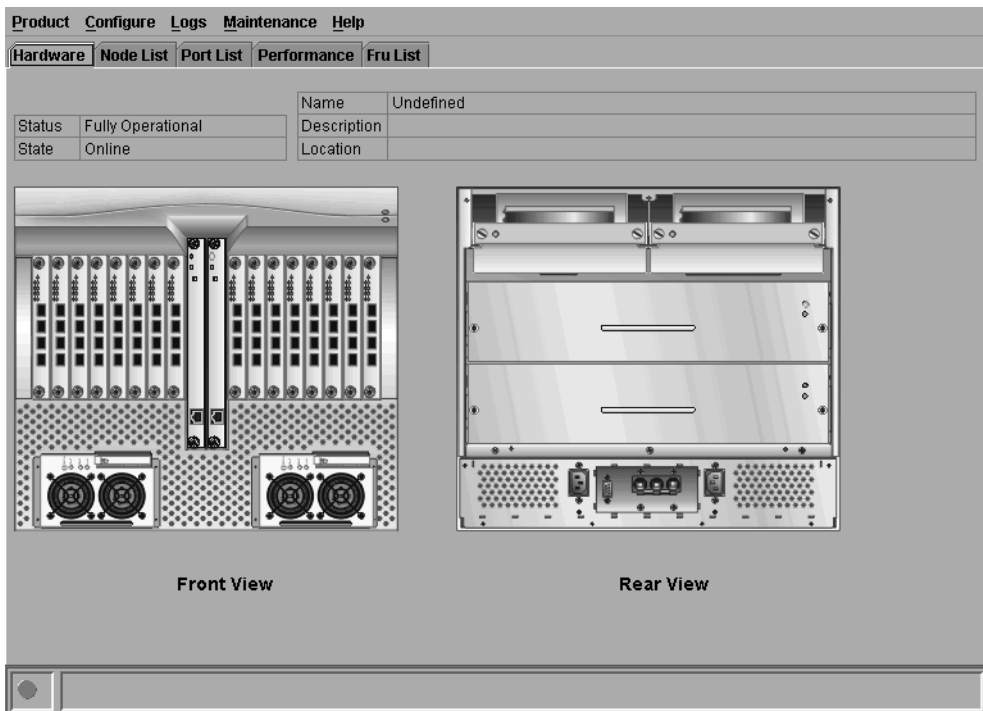 Product Configure Logs Maintenance Help
Hardware Node List Port List Performance Fru List
Name Undefined
Status Fully Operational Description
State Online Location
Front View Rear View